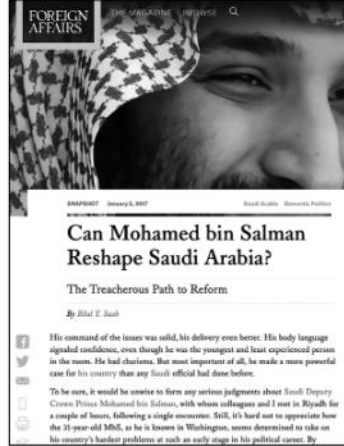 FOREIGN
AFFAIRS
THE MAGAZINE BROWSE
SNAPSHOT January 5, 2017
Saudi Arabia Domestic Politics
Can Mohamed bin Salman
Reshape Saudi Arabia?
The Treacherous Path to Reform
By Bilal Y. Saab
His command of the issues was solid, his delivery even better. His body language
signaled confidence, even though he was the youngest and least experienced person
in the room. He had charisma. But most important of all, he made a more powerful
case for his country than any Saudi official had done before.
To be sure, it would be unwise to form any serious judgments about Saudi Deputy
Crown Prince Mohamed bin Salman, with whom colleagues and I met in Riyadh for
a couple of hours, following a single encounter. Still, it's hard not to appreciate how
the 31-year-old MbS, as he is known in Washington, seems determined to take on
his country's hardest problems at such an early stage in his political career. By